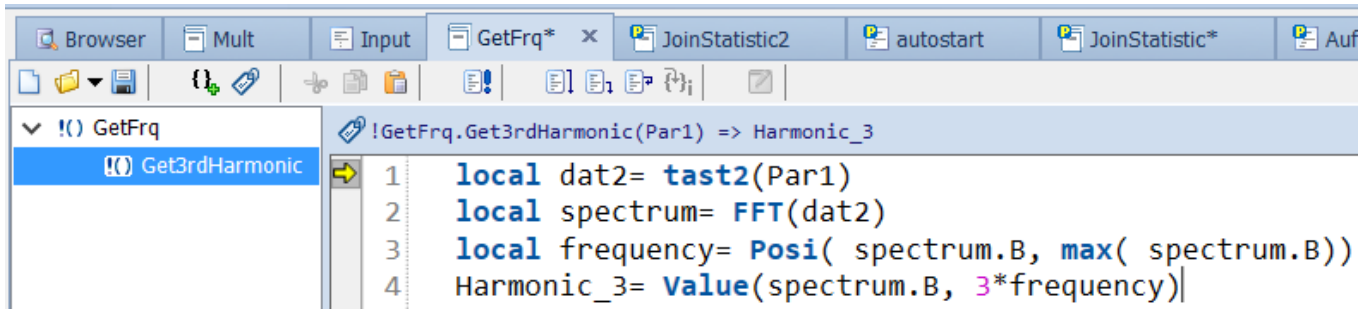 Browser Mult Input GetFrq* × JoinStatistic2 autostart JoinStatistic* Auf
!() GetFrq
!GetFrq.Get3rdHarmonic(Par1) => Harmonic_3
!() Get3rdHarmonic
1 local dat2= tast2(Par1)
2 local spectrum= FFT(dat2)
3 local frequency= Posi( spectrum.B, max( spectrum.B))
4 Harmonic_3= Value(spectrum.B, 3*frequency)